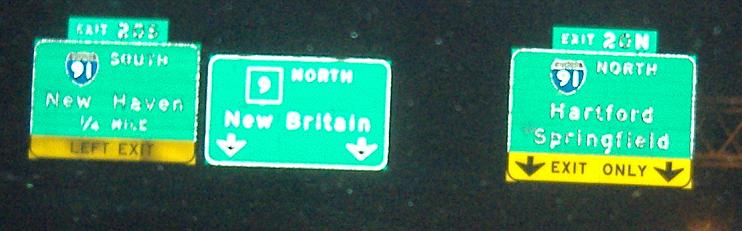 EXIT 20S
91 SOUTH
New Haven
1/4 MILE
LEFT EXIT
9 NORTH
New Britain
EXIT 20N
91 NORTH
Hartford
Springfield
EXIT ONLY